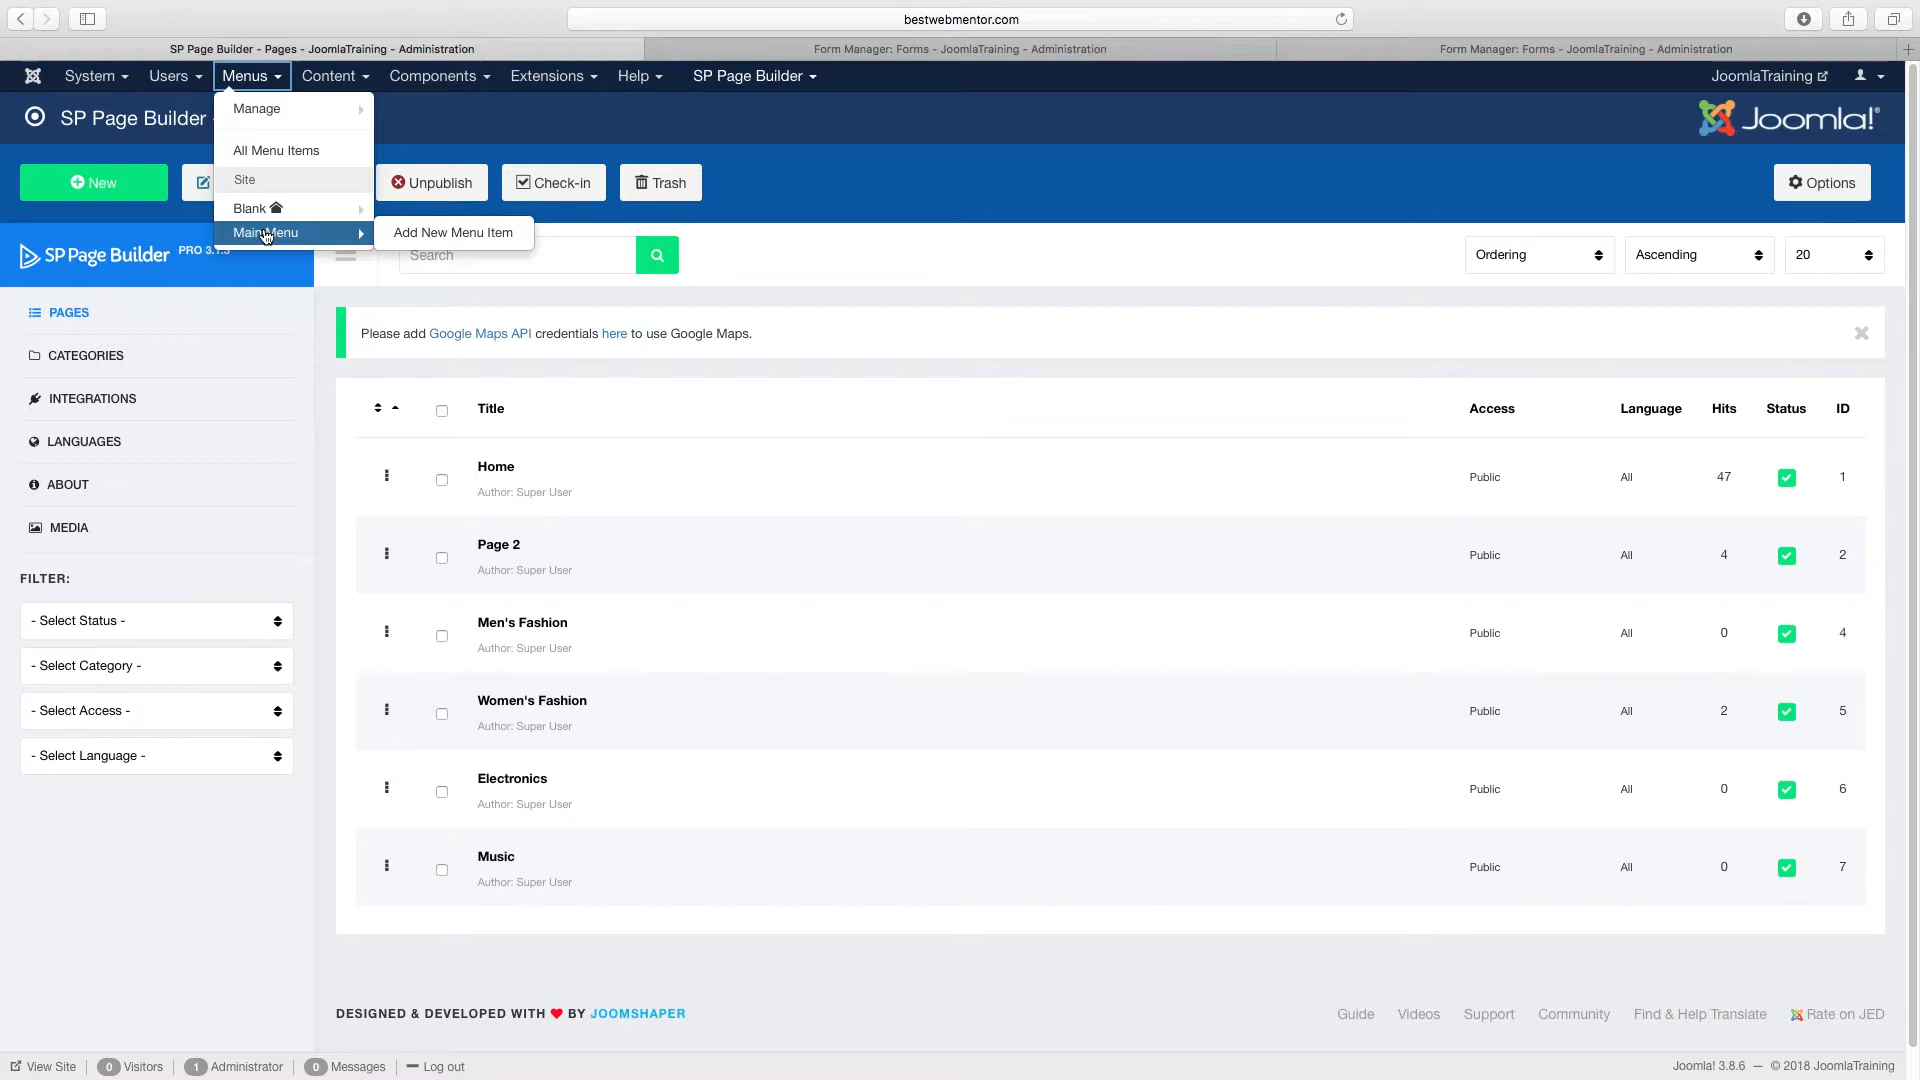 bestwebmentor.com
SP Page Builder - Pages - JoomlaTraining - Administration
Form Manager: Forms - JoomlaTraining - Administration
Form Manager: Forms - JoomlaTraining - Administration
System Users Menus Content Components Extensions Help SP Page Builder JoomlaTraining
SP Page Builder -
Joomla!
Manage
All Menu Items
Site
Blank
Main Menu
Add New Menu Item
New
Unpublish
Check-in
Trash
Options
SP Page Builder
Search
Ordering
Ascending
20
PAGES
CATEGORIES
INTEGRATIONS
LANGUAGES
ABOUT
MEDIA
FILTER:
- Select Status -
- Select Category -
- Select Access -
- Select Language -
Please add Google Maps API credentials here to use Google Maps.
Title Access Language Hits Status ID
Home
Author: Super User
Public All 47 1
Page 2
Author: Super User
Public All 4 2
Men's Fashion
Author: Super User
Public All 0 4
Women's Fashion
Author: Super User
Public All 2 5
Electronics
Author: Super User
Public All 0 6
Music
Author: Super User
Public All 0 7
DESIGNED & DEVELOPED WITH ❤ BY JOOMSHAPER
Guide Videos Support Community Find & Help Translate Rate on JED
View Site 0 Visitors 1 Administrator 0 Messages Log out
Joomla! 3.8.6 — © 2018 JoomlaTraining